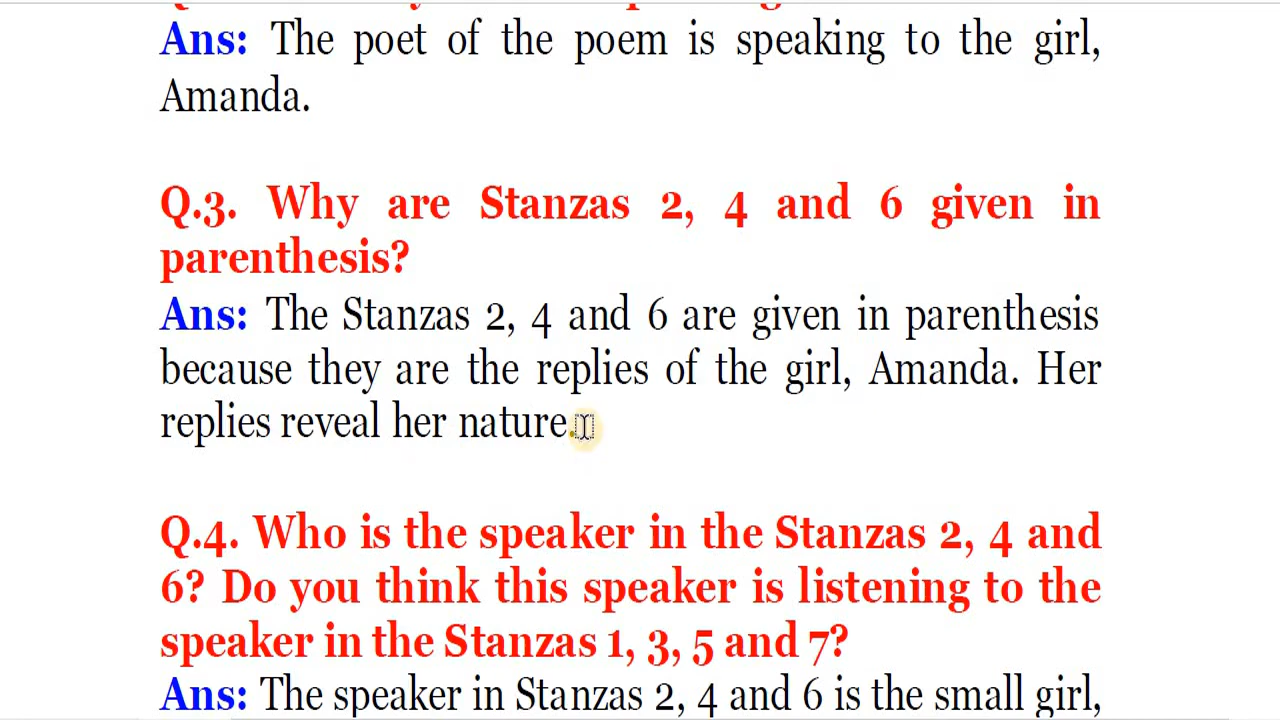 Ans: The poet of the poem is speaking to the girl,
Amanda.
Q.3. Why are Stanzas 2, 4 and 6 given in
parenthesis?
Ans: The Stanzas 2, 4 and 6 are given in parenthesis
because they are the replies of the girl, Amanda. Her
replies reveal her nature.
Q.4. Who is the speaker in the Stanzas 2, 4 and
6? Do you think this speaker is listening to the
speaker in the Stanzas 1, 3, 5 and 7?
Ans: The speaker in Stanzas 2, 4 and 6 is the small girl,